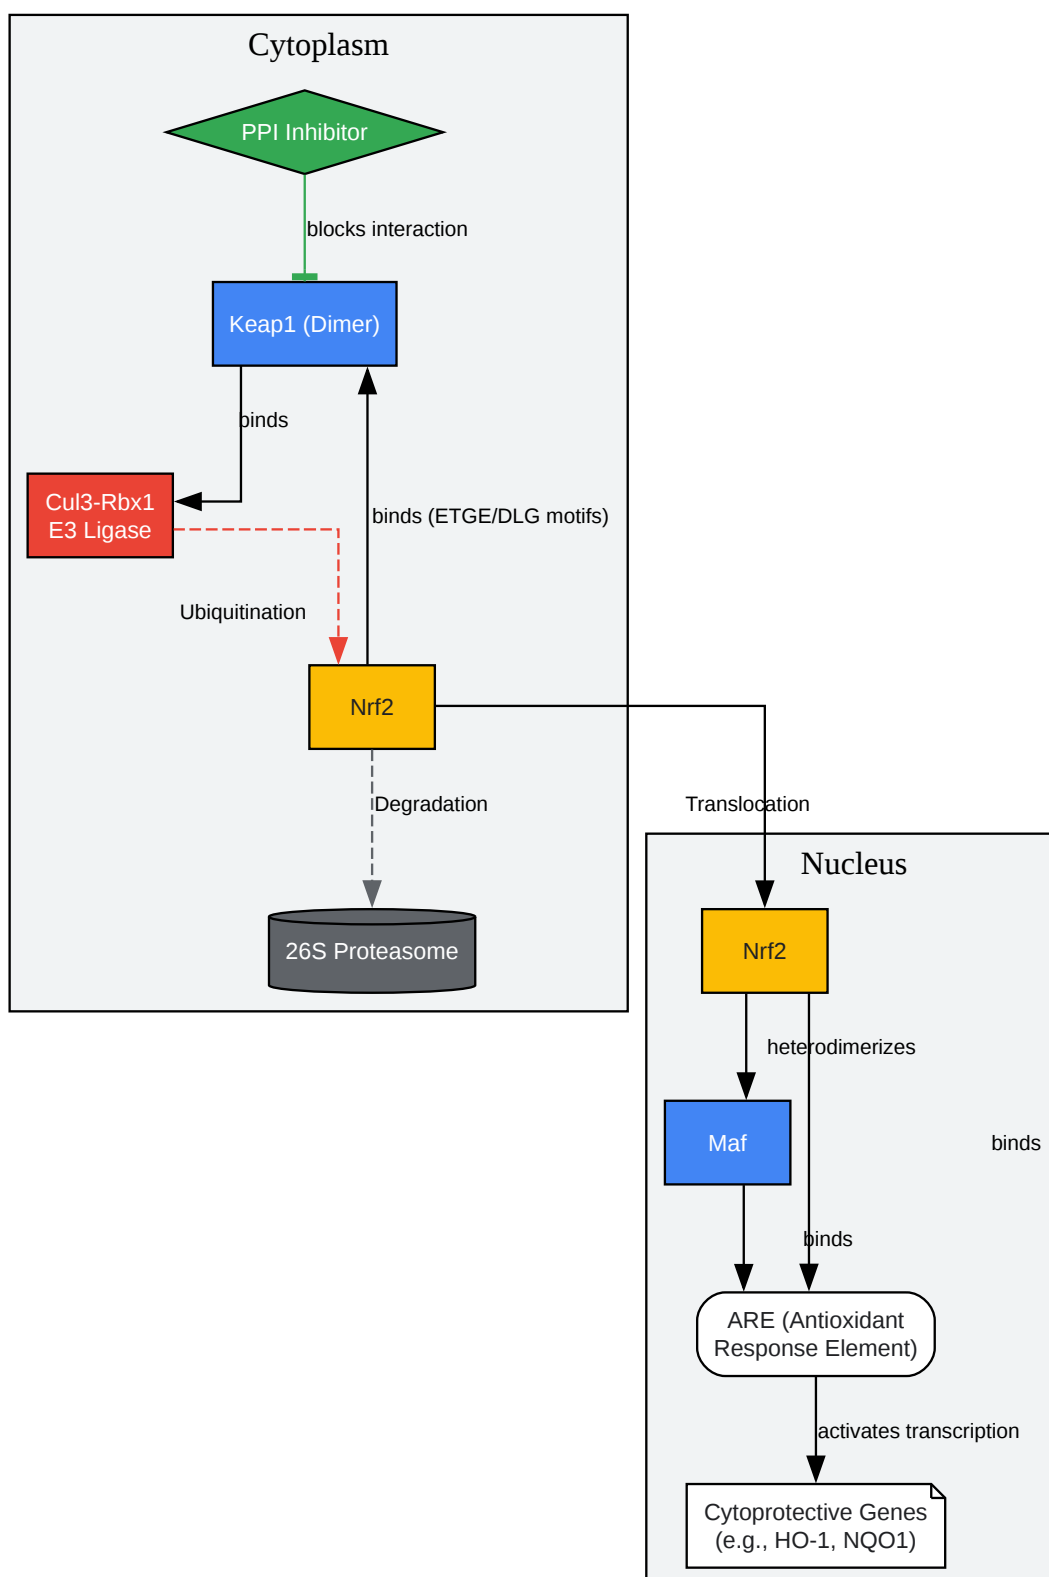 Cytoplasm
PPI Inhibitor
blocks interaction
Keap1 (Dimer)
binds
Cul3-Rbx1
E3 Ligase
binds (ETGE/DLG motifs)
Ubiquitination
Nrf2
Degradation
Translocation
26S Proteasome
Nucleus
Nrf2
heterodimerizes
Maf
binds
binds
ARE (Antioxidant
Response Element)
activates transcription
Cytoprotective Genes
(e.g., HO-1, NQO1)